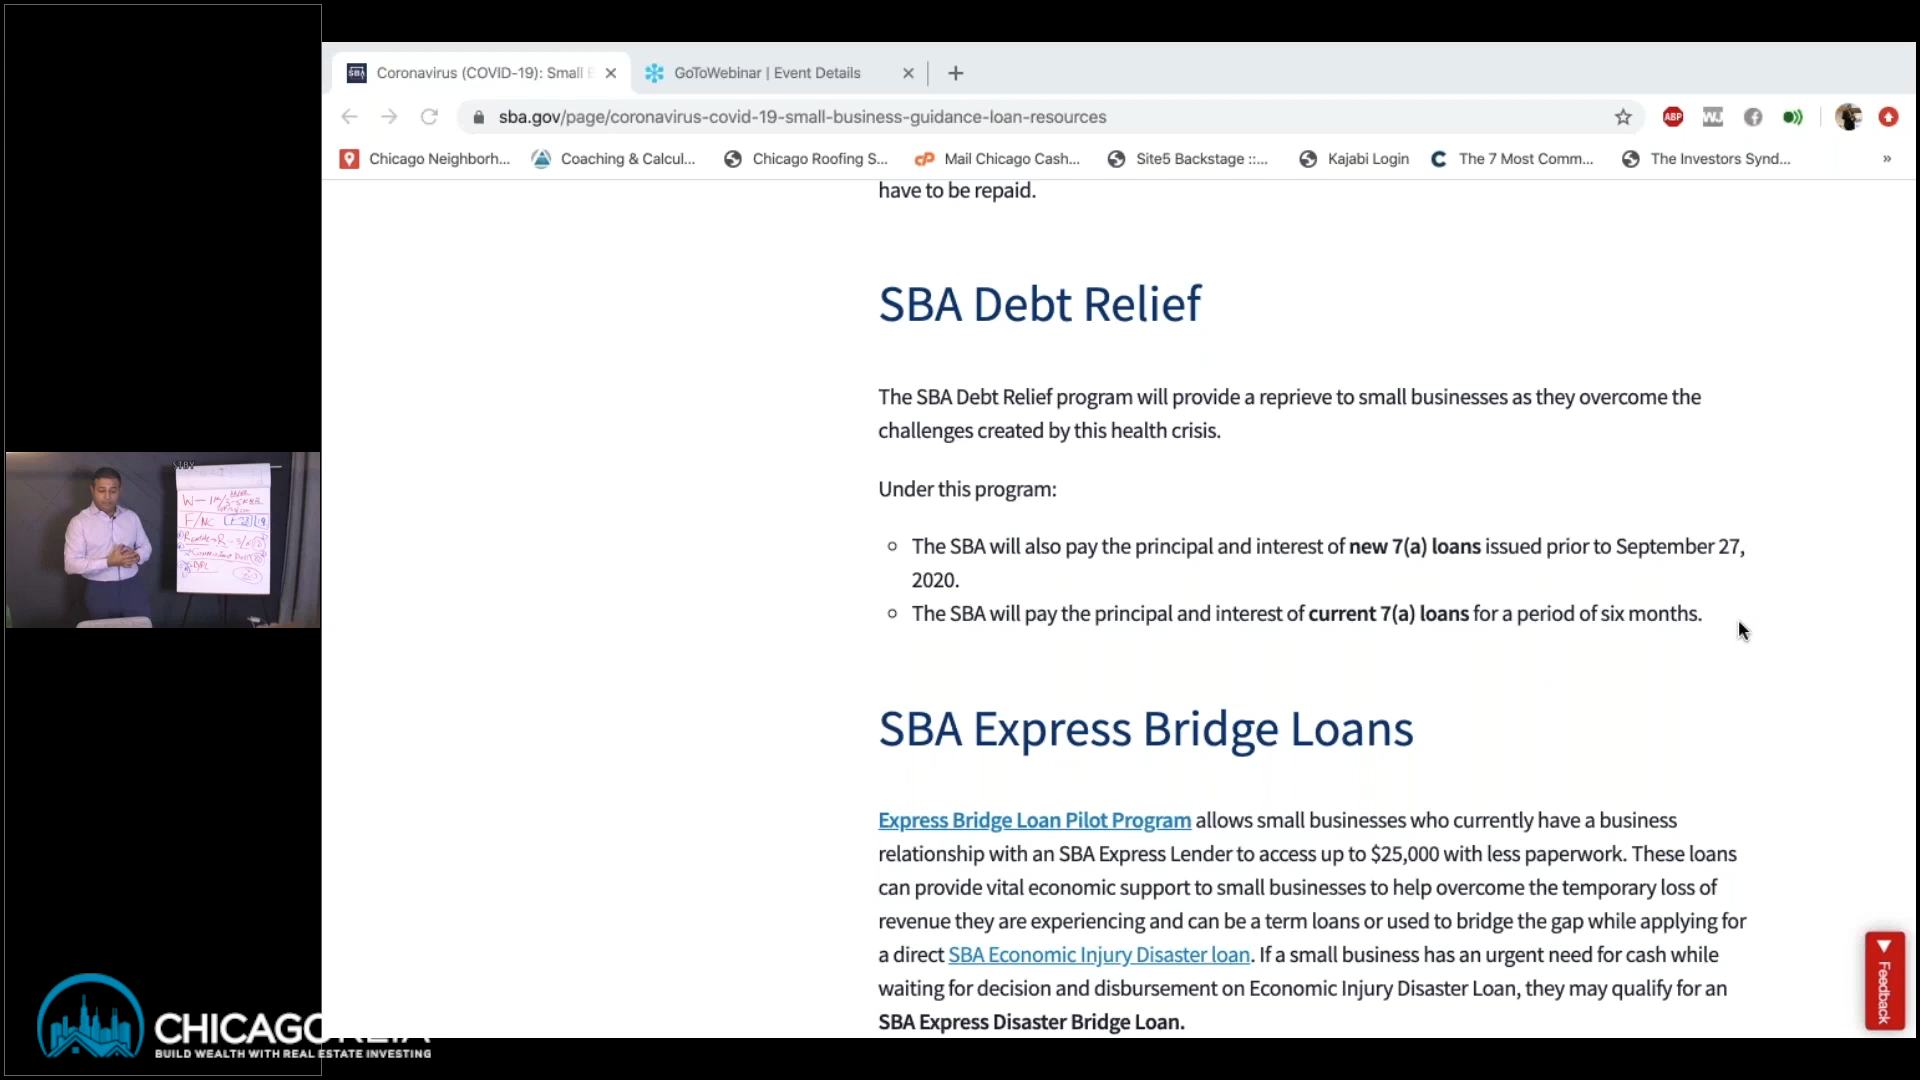 Coronavirus (COVID-19): Small B
GoToWebinar | Event Details
sba.gov/page/coronavirus-covid-19-small-business-guidance-loan-resources
ABP
Chicago Neighborh...
Coaching & Calcul...
Chicago Roofing S...
Mail Chicago Cash...
Site5 Backstage ::...
Kajabi Login
The 7 Most Comm...
The Investors Synd...
»
have to be repaid.
SBA Debt Relief
The SBA Debt Relief program will provide a reprieve to small businesses as they overcome the
challenges created by this health crisis.
Under this program:
The SBA will also pay the principal and interest of new 7(a) loans issued prior to September 27,
2020.
The SBA will pay the principal and interest of current 7(a) loans for a period of six months.
SBA Express Bridge Loans
Express Bridge Loan Pilot Program allows small businesses who currently have a business
relationship with an SBA Express Lender to access up to $25,000 with less paperwork. These loans
can provide vital economic support to small businesses to help overcome the temporary loss of
revenue they are experiencing and can be a term loans or used to bridge the gap while applying for
a direct SBA Economic Injury Disaster loan. If a small business has an urgent need for cash while
waiting for decision and disbursement on Economic Injury Disaster Loan, they may qualify for an
SBA Express Disaster Bridge Loan.
Feedback
STBY
F/NC
CHICAGO
BUILD WEALTH WITH REAL ESTATE INVESTING